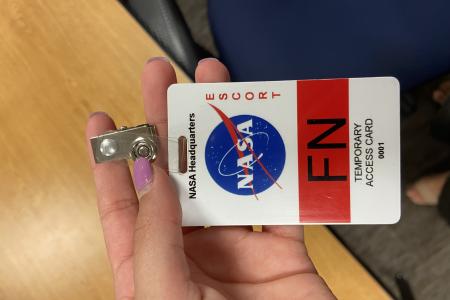 NASA Headquarters
ESCORT
NASA
FN
TEMPORARY
ACCESS CARD
0001